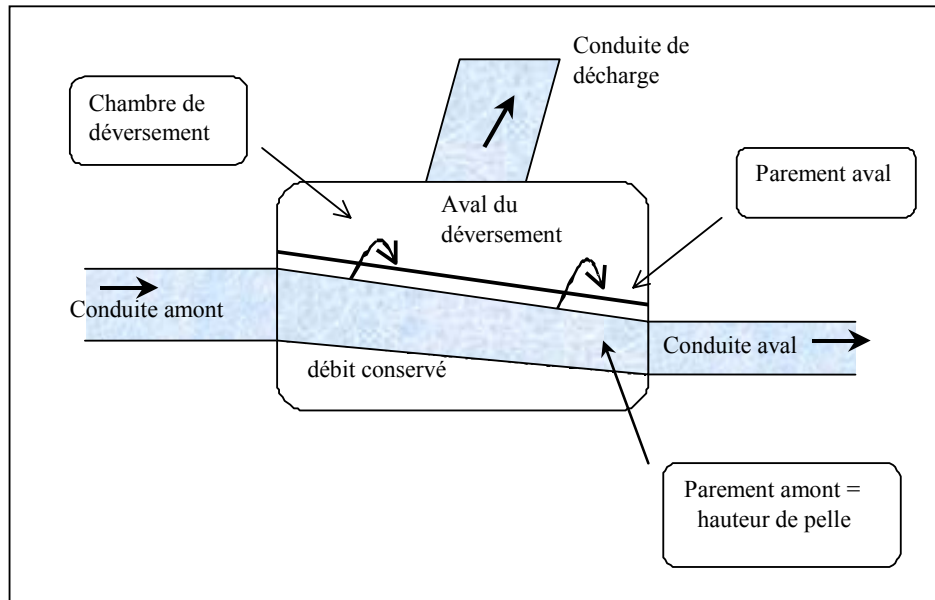 Conduite de
décharge
Chambre de
déversement
Parement aval
Aval du
déversement
Conduite amont
Conduite aval
débit conservé
Parement amont =
hauteur de pelle